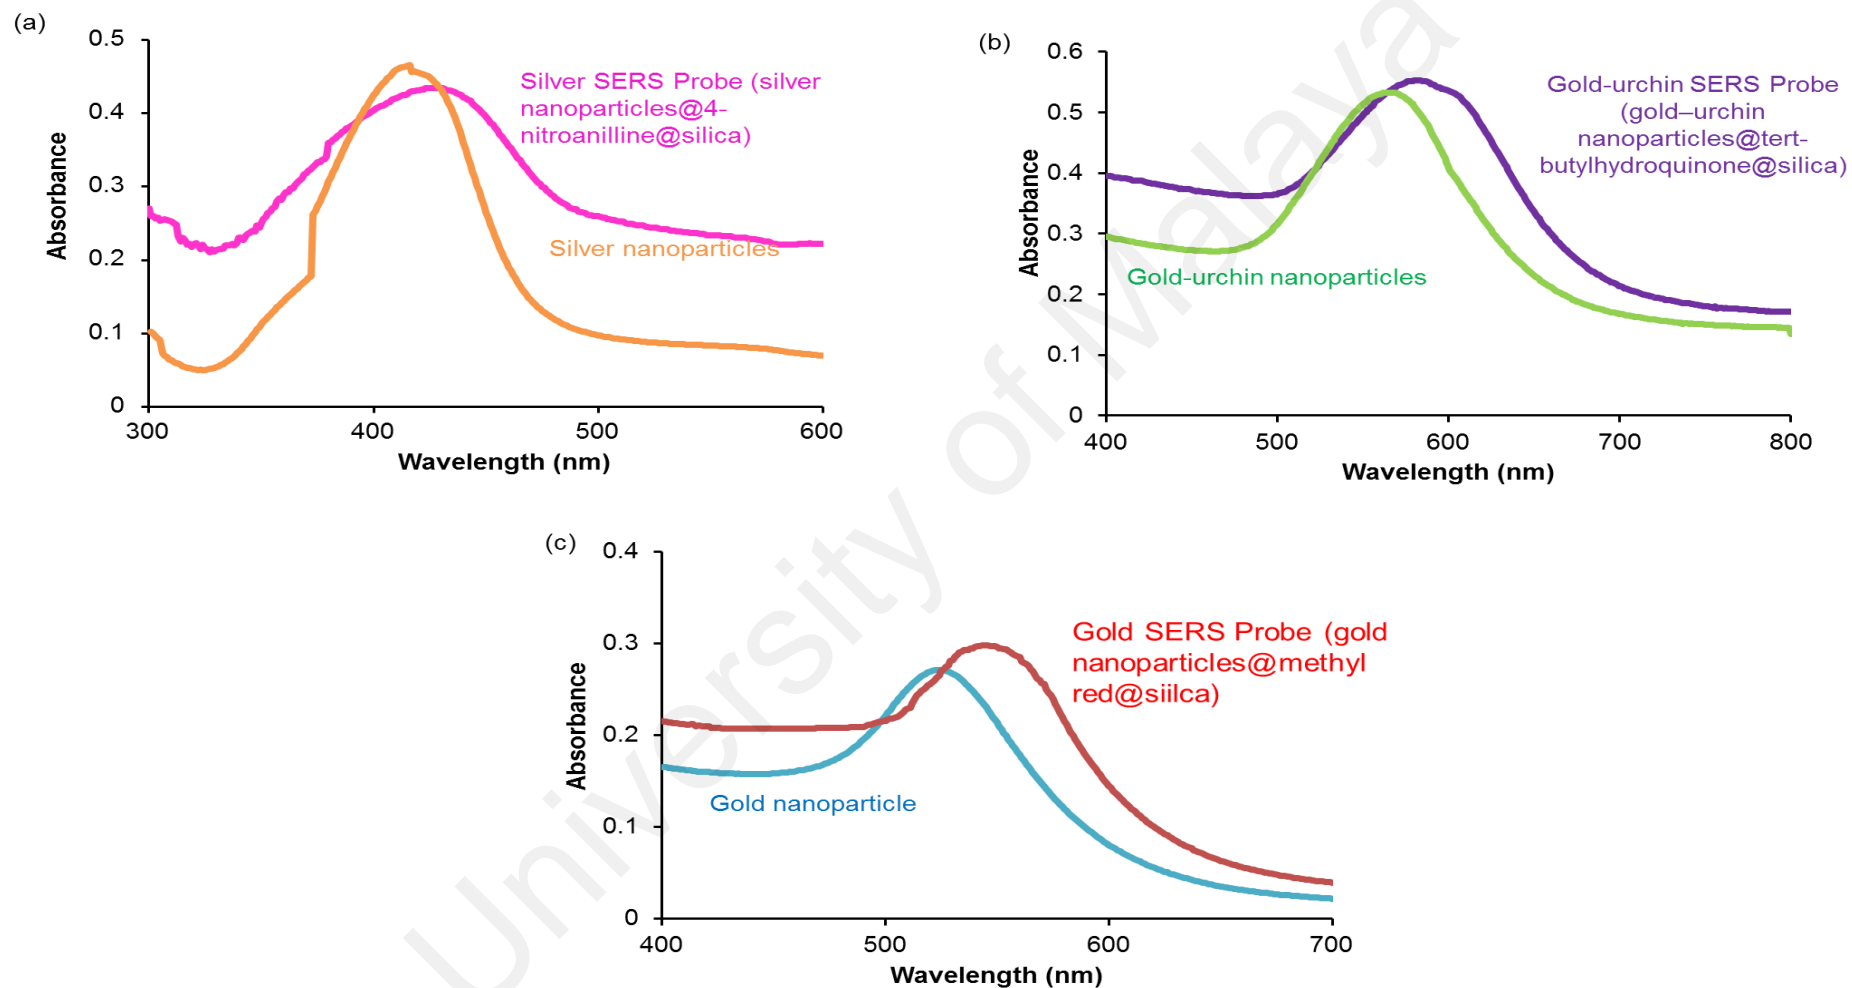 (a)
0.5
0.4
0.3
0.2
0.1
0
Absorbance
300
400
500
600
Wavelength (nm)
Silver SERS Probe (silver
nanoparticles@4-
nitroanilline@silica)
Silver nanoparticles
(b)
0.6
0.5
0.4
0.3
0.2
0.1
0
Absorbance
400
500
600
700
800
Wavelength (nm)
Gold-urchin SERS Probe
(gold–urchin
nanoparticles@tert-
butylhydroquinone@silica)
Gold-urchin nanoparticles
(c)
0.4
0.3
0.2
0.1
0
Absorbance
400
500
600
700
Wavelength (nm)
Gold SERS Probe (gold
nanoparticles@methyl
red@siilca)
Gold nanoparticle
University of Malaya